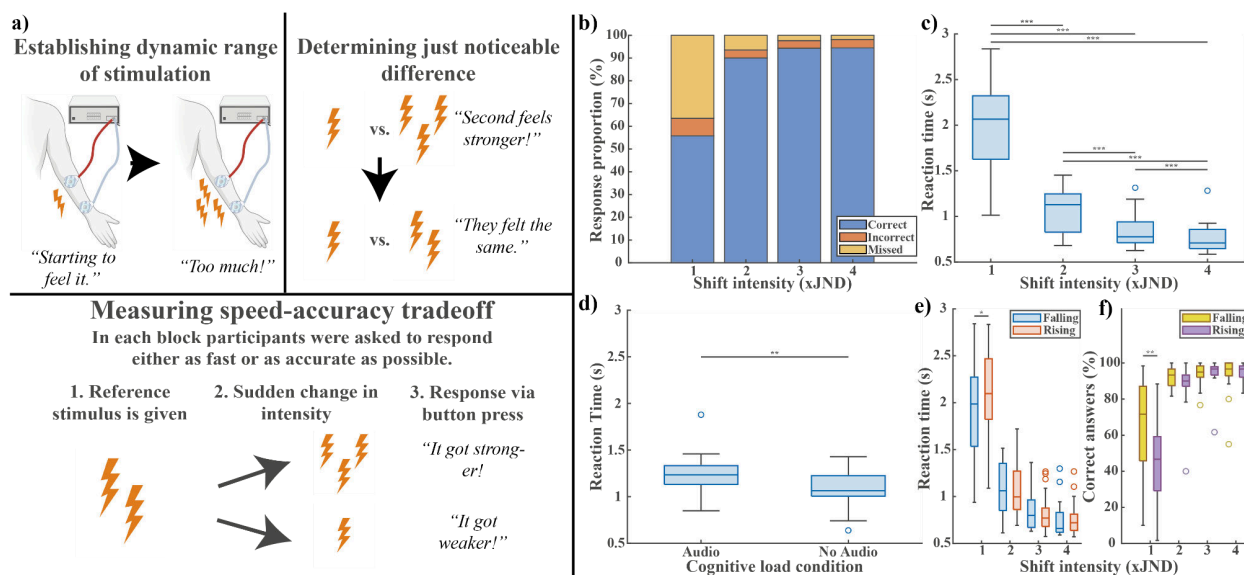 a)
Establishing dynamic range
of stimulation
"Starting to
feel it."
"Too much!"
Determining just noticeable
difference
vs.
"Second feels
stronger!"
vs.
"They felt the
same."
Measuring speed-accuracy tradeoff
In each block participants were asked to respond
either as fast or as accurate as possible.
1. Reference
stimulus is given
2. Sudden change in
intensity
3. Response via
button press
"It got strong-
er!
"It got
weaker!"
b)
Response proportion (%)
100
90
80
70
60
50
40
30
20
10
0
Correct
Incorrect
Missed
1
2
3
4
Shift intensity (xJND)
c)
Reaction time (s)
3
2.5
2
1.5
1
0.5
***
***
***
***
***
***
1
2
3
4
Shift intensity (xJND)
d)
Reaction Time (s)
3
2.5
2
1.5
1
0.5
**
Audio
No Audio
Cognitive load condition
e)
Reaction time (s)
3
2.5
2
1.5
1
0.5
*
Falling
Rising
1
2
3
4
f)
Correct answers (%)
100
80
60
40
20
0
**
Falling
Rising
1
2
3
4
Shift intensity (xJND)